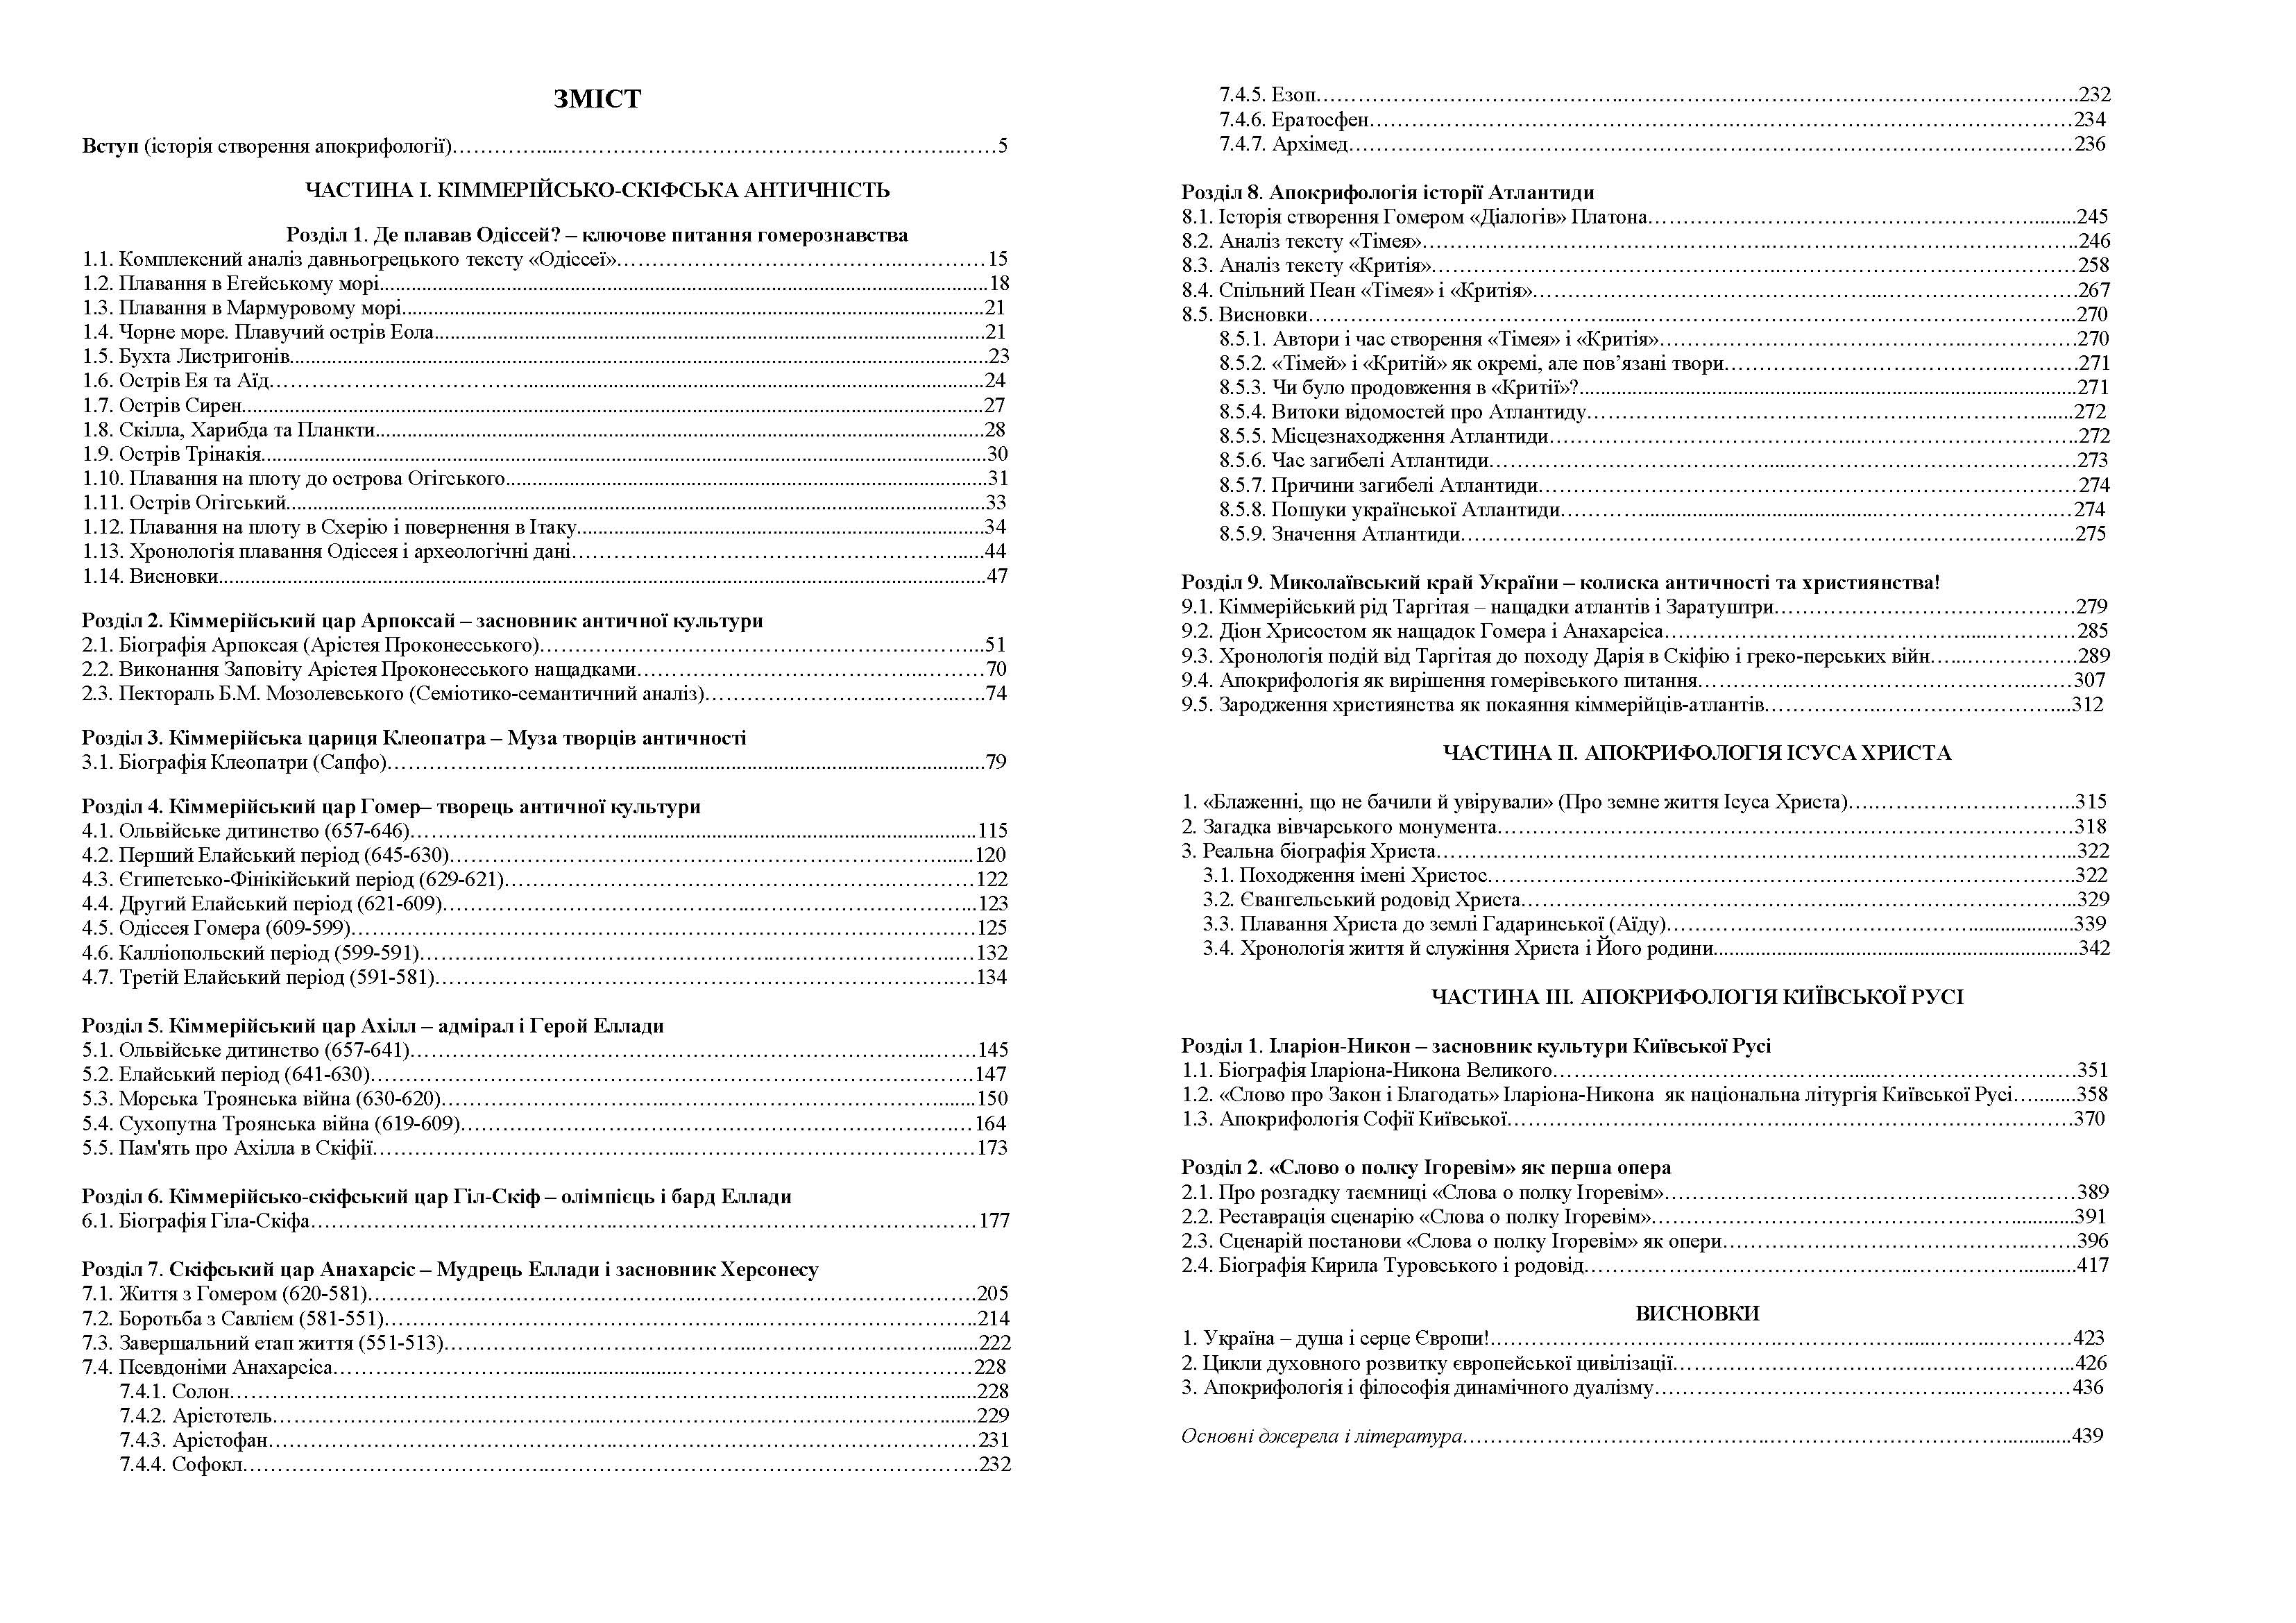 ЗМІСТ
Вступ (історія створення апокрифології)…………5
ЧАСТИНА І. КІММЕРІЙСЬКО-СКІФСЬКА АНТИЧНІСТЬ
Розділ 1. Де плавав Одіссей? – ключове питання гомерознавства
1.1. Комплексний аналіз давньогрецького тексту «Одіссеї»…………15
1.2. Плавання в Егейському морі...........18
1.3. Плавання в Мармуровому морі...........21
1.4. Чорне море. Плавучий острів Еола...........21
1.5. Бухта Листригонів...........23
1.6. Острів Ея та Аїд…………24
1.7. Острів Сирен...........27
1.8. Скілла, Харибда та Планкти...........28
1.9. Острів Трінакія...........30
1.10. Плавання на плоту до острова Огігського...........31
1.11. Острів Огігський...........33
1.12. Плавання на плоту в Схерію і повернення в Ітаку...........34
1.13. Хронологія плавання Одіссея і археологічні дані…………44
1.14. Висновки...........47
Розділ 2. Кіммерійський цар Арпоксай – засновник античної культури
2.1. Біографія Арпоксая (Арістея Проконесського)…………51
2.2. Виконання Заповіту Арістея Проконесського нащадками…………70
2.3. Пектораль Б.М. Мозолевського (Семіотико-семантичний аналіз)…………74
Розділ 3. Кіммерійська цариця Клеопатра – Муза творців античності
3.1. Біографія Клеопатри (Сапфо)…………79
Розділ 4. Кіммерійський цар Гомер– творець античної культури
4.1. Ольвійське дитинство (657-646)…………115
4.2. Перший Елайський період (645-630)…………120
4.3. Єгипетсько-Фінікійський період (629-621)…………122
4.4. Другий Елайський період (621-609)…………123
4.5. Одіссея Гомера (609-599)…………125
4.6. Калліопольский період (599-591)…………132
4.7. Третій Елайський період (591-581)…………134
Розділ 5. Кіммерійський цар Ахілл – адмірал і Герой Еллади
5.1. Ольвійське дитинство (657-641)…………145
5.2. Елайський період (641-630)…………147
5.3. Морська Троянська війна (630-620)…………150
5.4. Сухопутна Троянська війна (619-609)…………164
5.5. Пам'ять про Ахілла в Скіфії…………173
Розділ 6. Кіммерійсько-скіфський цар Гіл-Скіф – олімпієць і бард Еллади
6.1. Біографія Гіла-Скіфа…………177
Розділ 7. Скіфський цар Анахарсіс – Мудрець Еллади і засновник Херсонесу
7.1. Життя з Гомером (620-581)…………205
7.2. Боротьба з Савлієм (581-551)…………214
7.3. Завершальний етап життя (551-513)…………222
7.4. Псевдоніми Анахарсіса…………228
7.4.1. Солон…………228
7.4.2. Арістотель…………229
7.4.3. Арістофан…………231
7.4.4. Софокл…………232
7.4.5. Езоп…………232
7.4.6. Ератосфен…………234
7.4.7. Архімед…………236
Розділ 8. Апокрифологія історії Атлантиди
8.1. Історія створення Гомером «Діалогів» Платона…………245
8.2. Аналіз тексту «Тімея»…………246
8.3. Аналіз тексту «Критія»…………258
8.4. Спільний Пеан «Тімея» і «Критія»…………267
8.5. Висновки…………270
8.5.1. Автори і час створення «Тімея» і «Критія»…………270
8.5.2. «Тімей» і «Критій» як окремі, але пов’язані твори…………271
8.5.3. Чи було продовження в «Критії»?...........271
8.5.4. Витоки відомостей про Атлантиду…………272
8.5.5. Місцезнаходження Атлантиди…………272
8.5.6. Час загибелі Атлантиди…………273
8.5.7. Причини загибелі Атлантиди…………274
8.5.8. Пошуки української Атлантиди…………274
8.5.9. Значення Атлантиди…………275
Розділ 9. Миколаївський край України – колиска античності та християнства!
9.1. Кіммерійський рід Таргітая – нащадки атлантів і Заратуштри…………279
9.2. Діон Хрисостом як нащадок Гомера і Анахарсіса…………285
9.3. Хронологія подій від Таргітая до походу Дарія в Скіфію і греко-перських війн…………289
9.4. Апокрифологія як вирішення гомерівського питання…………307
9.5. Зародження християнства як покаяння кіммерійців-атлантів…………312
ЧАСТИНА ІІ. АПОКРИФОЛОГІЯ ІСУСА ХРИСТА
1. «Блаженні, що не бачили й увірували» (Про земне життя Ісуса Христа)…………315
2. Загадка вівчарського монумента…………318
3. Реальна біографія Христа…………322
3.1. Походження імені Христос…………322
3.2. Євангельський родовід Христа…………329
3.3. Плавання Христа до землі Гадаринської (Аїду)…………339
3.4. Хронологія життя й служіння Христа і Його родини...........342
ЧАСТИНА ІІІ. АПОКРИФОЛОГІЯ КИЇВСЬКОЇ РУСІ
Розділ 1. Іларіон-Никон – засновник культури Київської Русі
1.1. Біографія Іларіона-Никона Великого…………351
1.2. «Слово про Закон і Благодать» Іларіона-Никона як національна літургія Київської Русі…........358
1.3. Апокрифологія Софії Київської…………370
Розділ 2. «Слово о полку Ігоревім» як перша опера
2.1. Про розгадку таємниці «Слова о полку Ігоревім»…………389
2.2. Реставрація сценарію «Слова о полку Ігоревім»…………391
2.3. Сценарій постанови «Слова о полку Ігоревім» як опери…………396
2.4. Біографія Кирила Туровського і родовід…………417
ВИСНОВКИ
1. Україна – душа і серце Європи!…………423
2. Цикли духовного розвитку європейської цивілізації…………426
3. Апокрифологія і філософія динамічного дуалізму…………436
Основні джерела і література…………439